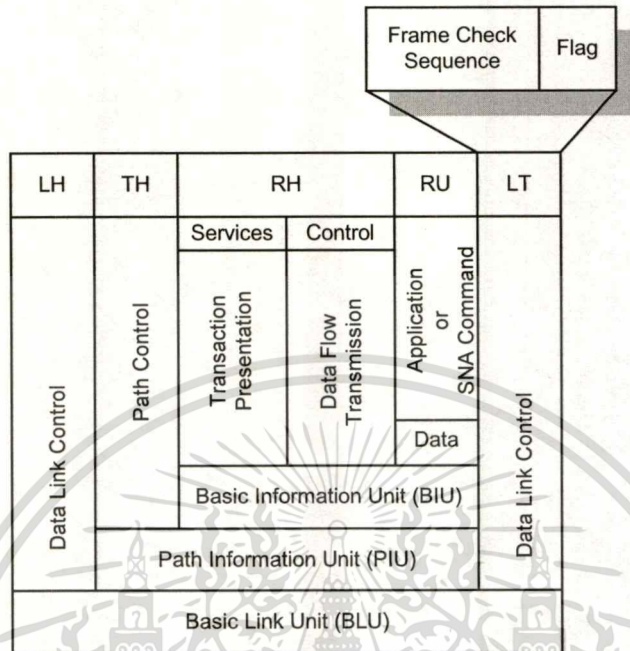 Frame Check
Sequence
Flag
LH
TH
RH
RU
LT
Services
Control
Data Link Control
Path Control
Transaction
Presentation
Data Flow
Transmission
Application
or
SNA Command
Data
Data Link Control
Basic Information Unit (BIU)
Path Information Unit (PIU)
Basic Link Unit (BLU)